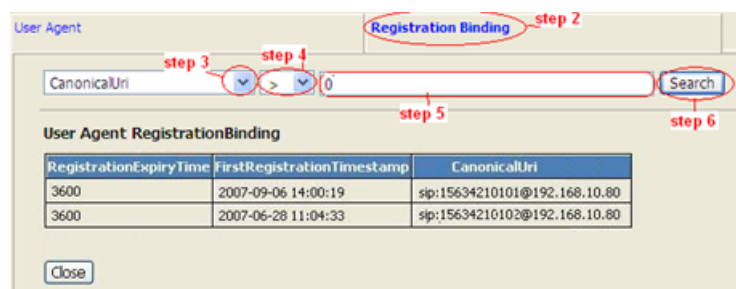 User Agent
Registration Binding
step 2
step 3
step 4
CanonicalUri
>
0
Search
step 5
step 6
User Agent RegistrationBinding
RegistrationExpiryTime FirstRegistrationTimestamp CanonicalUri
3600 2007-09-06 14:00:19 sip:15634210101@192.168.10.80
3600 2007-06-28 11:04:33 sip:15634210102@192.168.10.80
Close